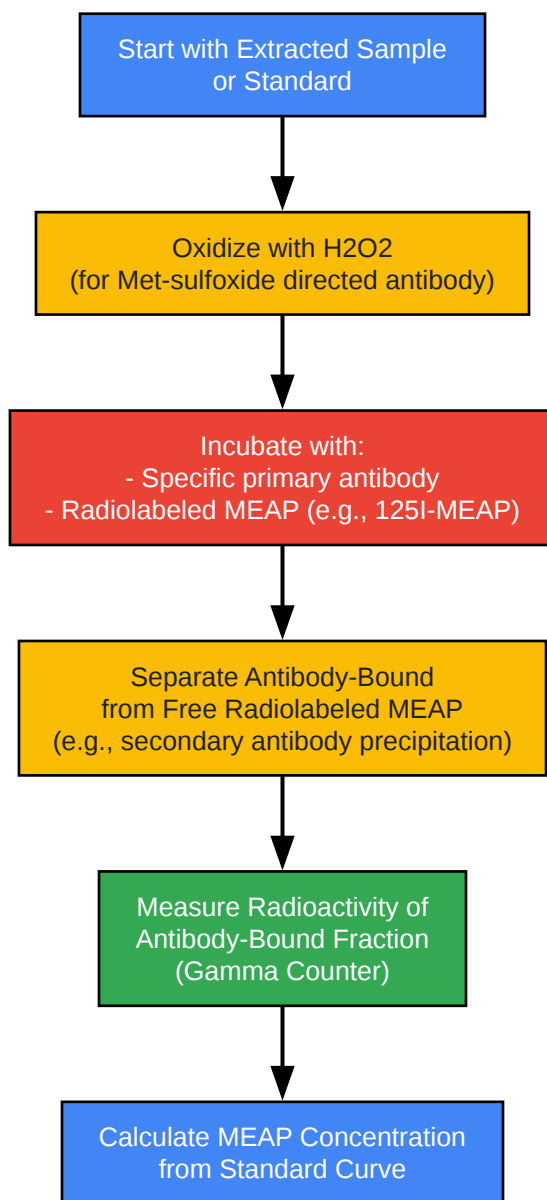 Start with Extracted Sample
or Standard
Oxidize with H2O2
(for Met-sulfoxide directed antibody)
Incubate with:
- Specific primary antibody
- Radiolabeled MEAP (e.g., 125I-MEAP)
Separate Antibody-Bound
from Free Radiolabeled MEAP
(e.g., secondary antibody precipitation)
Measure Radioactivity of
Antibody-Bound Fraction
(Gamma Counter)
Calculate MEAP Concentration
from Standard Curve